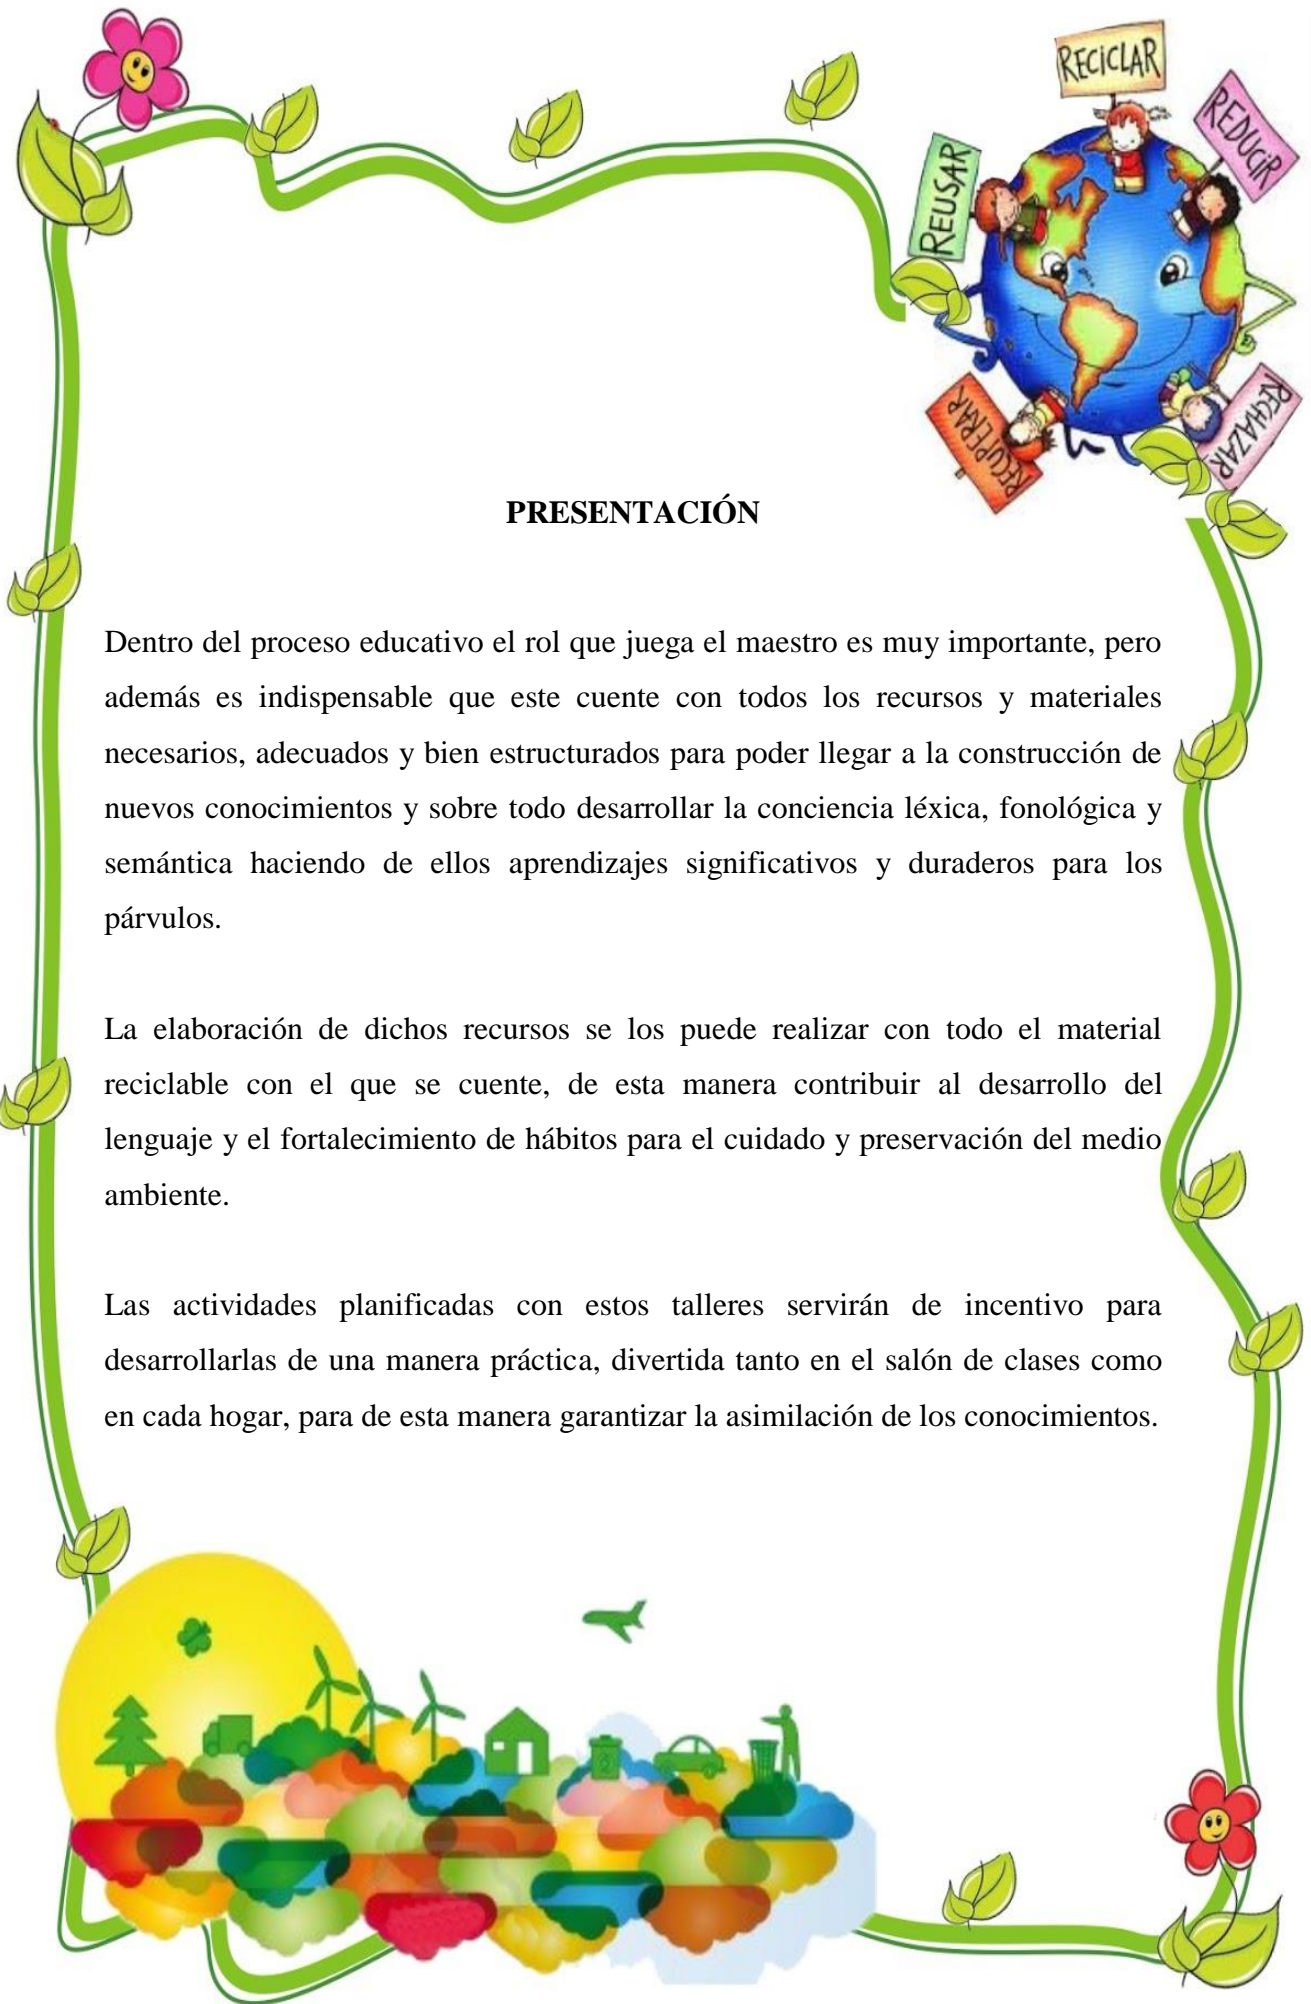 RECICLAR
REDUCIR
REUSAR
RECUPERAR
RECHAZAR
PRESENTACIÓN
Dentro del proceso educativo el rol que juega el maestro es muy importante, pero
además es indispensable que este cuente con todos los recursos y materiales
necesarios, adecuados y bien estructurados para poder llegar a la construcción de
nuevos conocimientos y sobre todo desarrollar la conciencia léxica, fonológica y
semántica haciendo de ellos aprendizajes significativos y duraderos para los
párvulos.
La elaboración de dichos recursos se los puede realizar con todo el material
reciclable con el que se cuente, de esta manera contribuir al desarrollo del
lenguaje y el fortalecimiento de hábitos para el cuidado y preservación del medio
ambiente.
Las actividades planificadas con estos talleres servirán de incentivo para
desarrollarlas de una manera práctica, divertida tanto en el salón de clases como
en cada hogar, para de esta manera garantizar la asimilación de los conocimientos.